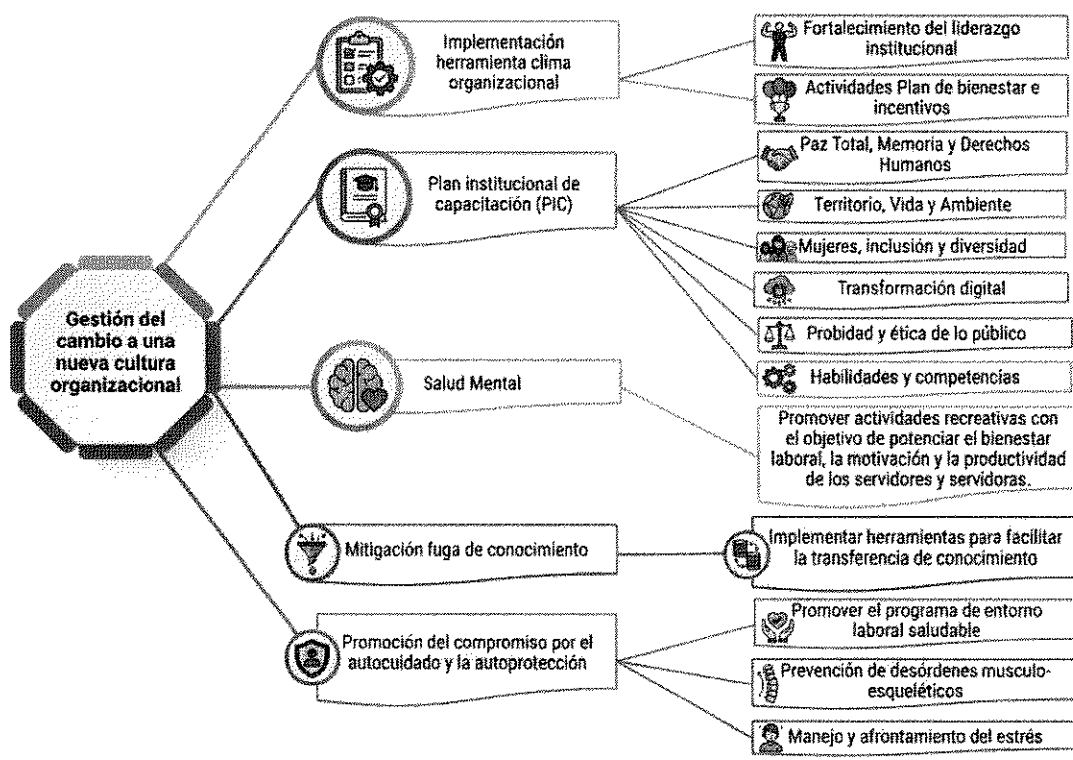 Gestión del
cambio a una
nueva cultura
organizacional
Implementación
herramienta clima
organizacional
Fortalecimiento del liderazgo
institucional
Actividades Plan de bienestar e
incentivos
Plan institucional de
capacitación (PIC)
Paz Total, Memoria y Derechos
Humanos
Territorio, Vida y Ambiente
Mujeres, inclusión y diversidad
Transformación digital
Probidad y ética de lo público
Habilidades y competencias
Salud Mental
Promover actividades recreativas con
el objetivo de potenciar el bienestar
laboral, la motivación y la productividad
de los servidores y servidoras.
Mitigación fuga de conocimiento
Implementar herramientas para facilitar
la transferencia de conocimiento
Promoción del compromiso por el
autocuidado y la autoprotección
Promover el programa de entorno
laboral saludable
Prevención de desórdenes musculo-
esqueléticos
Manejo y afrontamiento del estrés